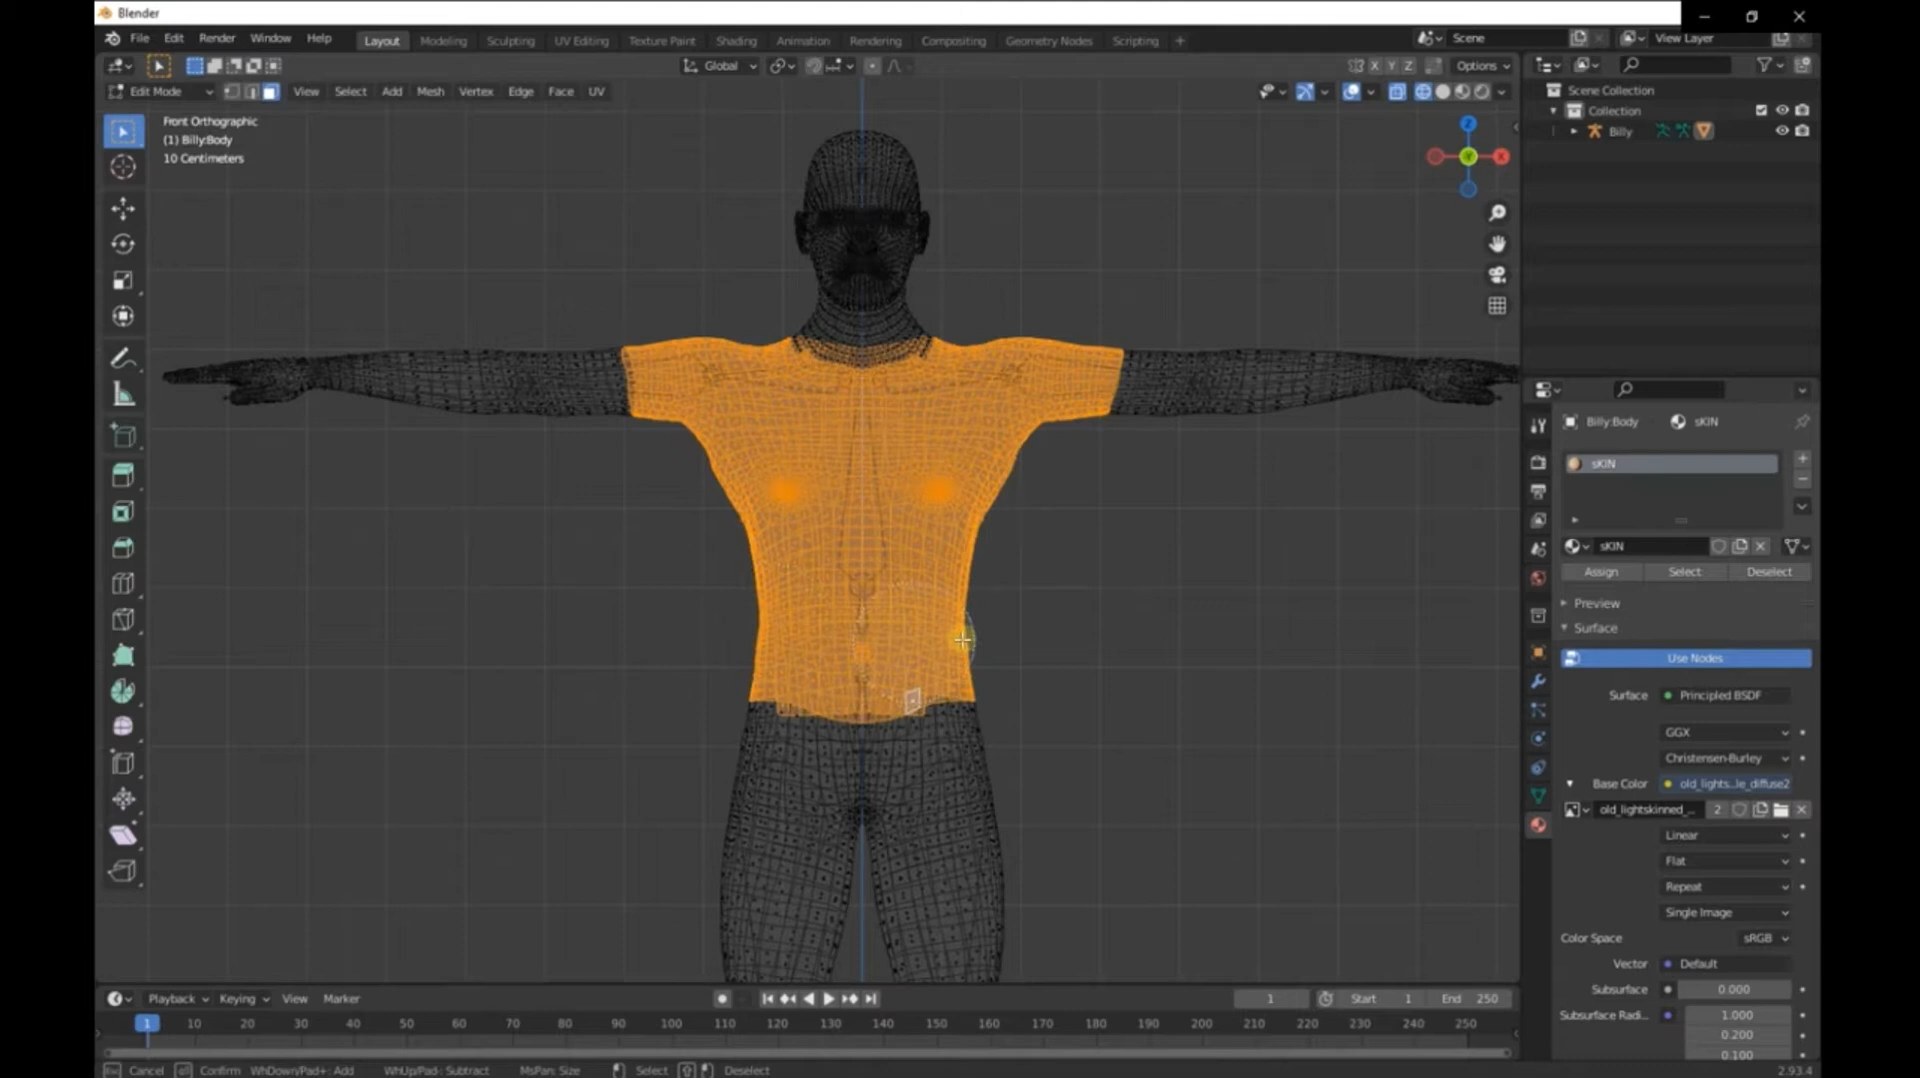 Blender
File Edit Render Window Help Layout Modeling Sculpting UV Editing Texture Paint Shading Animation Rendering Compositing Geometry Nodes Scripting + Scene View Layer
Global X Y Z Options
Edit Mode View Select Add Mesh Vertex Edge Face UV
Scene Collection
Collection
Billy
Front Orthographic
(1) Billy:Body
10 Centimeters
Z
X
Billy:Body sKIN
sKIN
sKIN
Assign Select Deselect
Preview
Surface
Use Nodes
Surface Principled BSDF
GGX
Christensen-Burley
Base Color old_lights...le_diffuse2
old_lightskinned_... 2
Linear
Flat
Repeat
Single Image
Color Space sRGB
Vector Default
Subsurface 0.000
Subsurface Radi... 1.000
0.200
0.100
Playback Keying View Marker 1 Start 1 End 250
1 10 20 30 40 50 60 70 80 90 100 110 120 130 140 150 160 170 180 190 200 210 220 230 240 250
Esc Cancel Confirm WhDown/Pad+: Add WhUp/Pad-: Subtract MsPan: Size Select Deselect 2.93.4